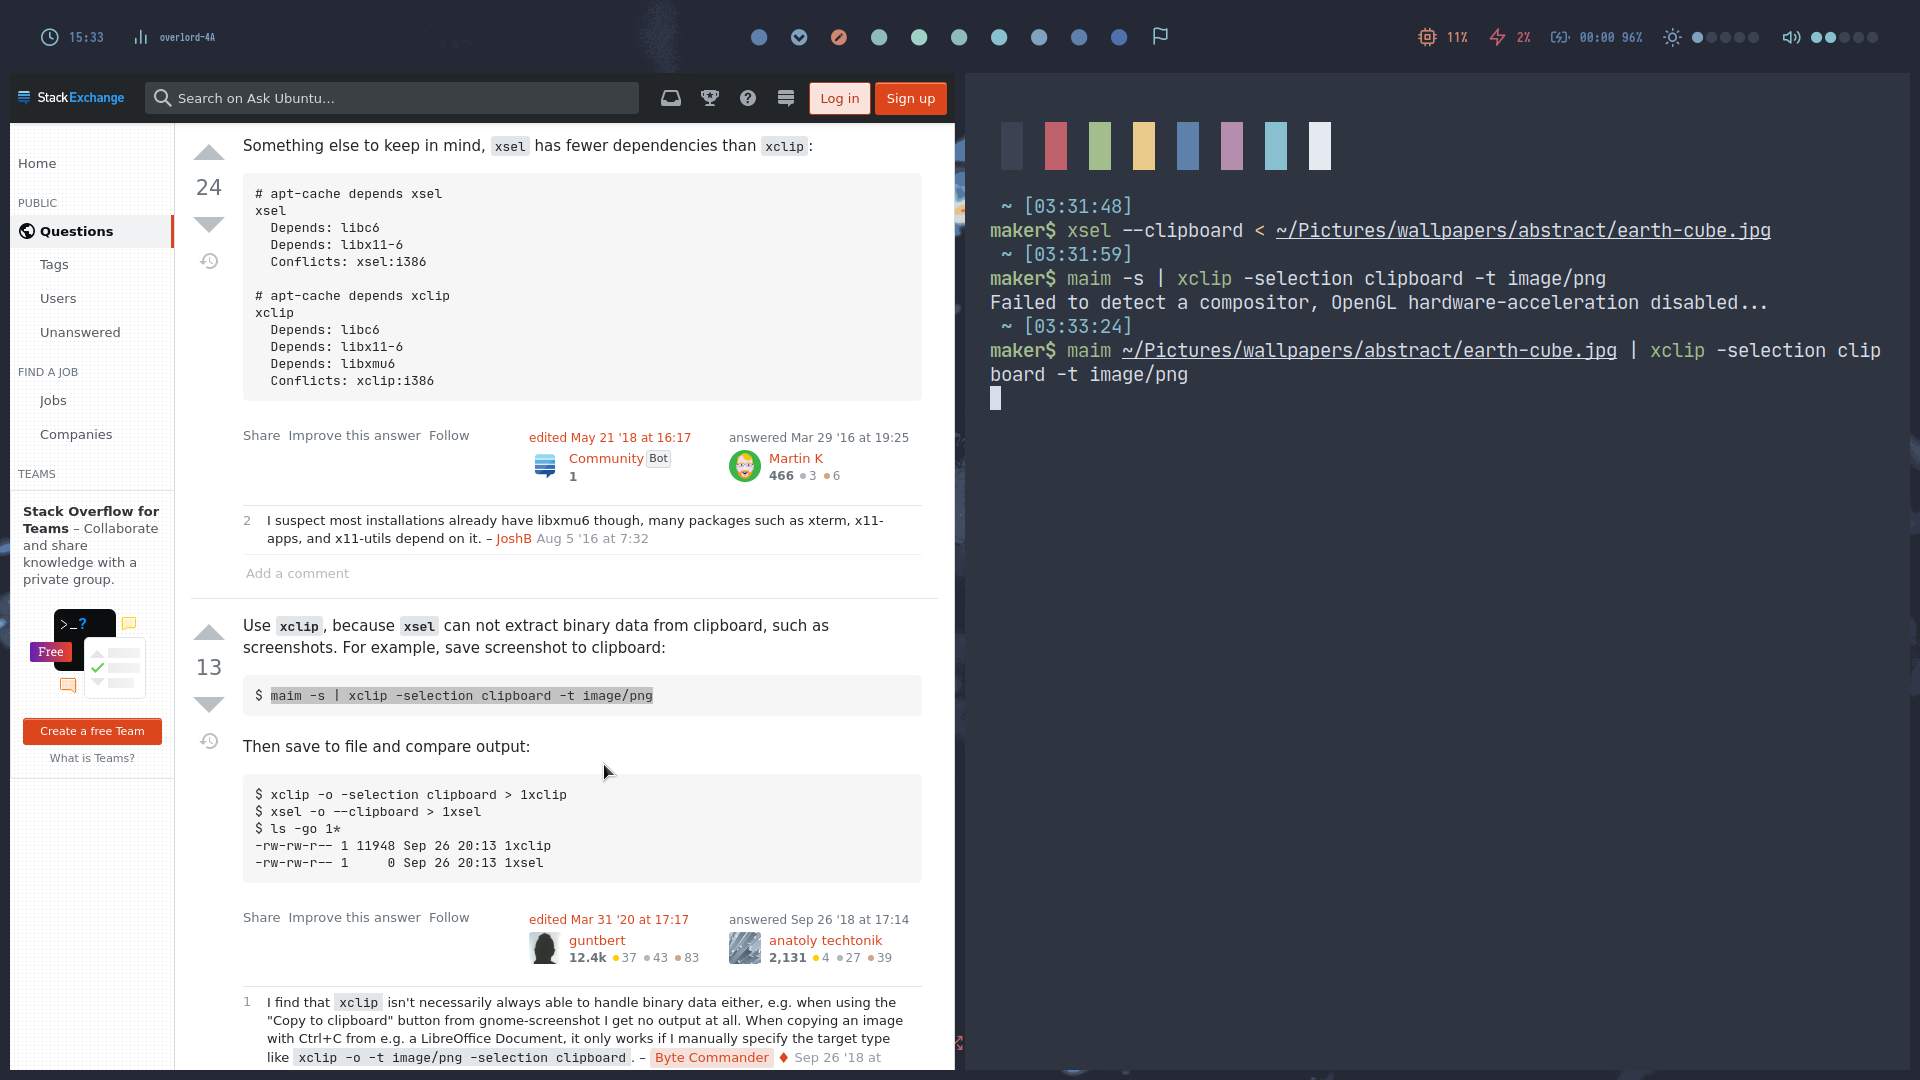 15:33
overlord-4A
11%
2%
00:00 96%
StackExchange
Search on Ask Ubuntu…
Log in
Sign up
Home
PUBLIC
Questions
Tags
Users
Unanswered
FIND A JOB
Jobs
Companies
TEAMS
Stack Overflow for
Teams – Collaborate
and share
knowledge with a
private group.
>_?
Free
Create a free Team
What is Teams?
24
Something else to keep in mind, xsel has fewer dependencies than xclip:
# apt-cache depends xsel
xsel
  Depends: libc6
  Depends: libx11-6
  Conflicts: xsel:i386
# apt-cache depends xclip
xclip
  Depends: libc6
  Depends: libx11-6
  Depends: libxmu6
  Conflicts: xclip:i386
Share Improve this answer Follow
edited May 21 '18 at 16:17
Community Bot
1
answered Mar 29 '16 at 19:25
Martin K
466 3 6
2 I suspect most installations already have libxmu6 though, many packages such as xterm, x11-
apps, and x11-utils depend on it. – JoshB Aug 5 '16 at 7:32
Add a comment
13
Use xclip, because xsel can not extract binary data from clipboard, such as
screenshots. For example, save screenshot to clipboard:
$ maim -s | xclip -selection clipboard -t image/png
Then save to file and compare output:
$ xclip -o -selection clipboard > 1xclip
$ xsel -o --clipboard > 1xsel
$ ls -go 1*
-rw-rw-r-- 1 11948 Sep 26 20:13 1xclip
-rw-rw-r-- 1     0 Sep 26 20:13 1xsel
Share Improve this answer Follow
edited Mar 31 '20 at 17:17
guntbert
12.4k 37 43 83
answered Sep 26 '18 at 17:14
anatoly techtonik
2,131 4 27 39
1 I find that xclip isn't necessarily always able to handle binary data either, e.g. when using the
"Copy to clipboard" button from gnome-screenshot I get no output at all. When copying an image
with Ctrl+C from e.g. a LibreOffice Document, it only works if I manually specify the target type
like xclip -o -t image/png -selection clipboard. – Byte Commander ♦ Sep 26 '18 at
~ [03:31:48]
maker$ xsel --clipboard < ~/Pictures/wallpapers/abstract/earth-cube.jpg
~ [03:31:59]
maker$ maim -s | xclip -selection clipboard -t image/png
Failed to detect a compositor, OpenGL hardware-acceleration disabled...
~ [03:33:24]
maker$ maim ~/Pictures/wallpapers/abstract/earth-cube.jpg | xclip -selection clip
board -t image/png